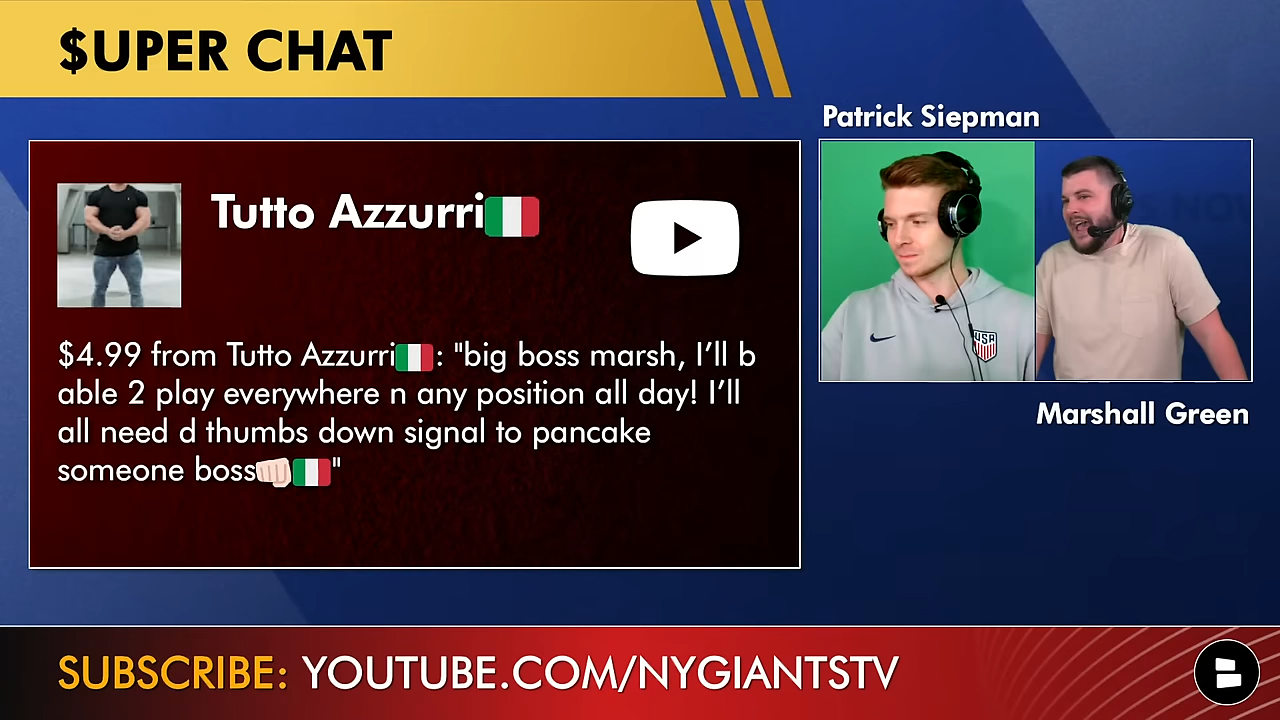 $UPER CHAT
Patrick Siepman
Tutto Azzurri🇮🇹
$4.99 from Tutto Azzurri🇮🇹: "big boss marsh, I’ll b
able 2 play everywhere n any position all day! I’ll
all need d thumbs down signal to pancake
someone boss👊🏻🇮🇹"
USA
Marshall Green
SUBSCRIBE: YOUTUBE.COM/NYGIANTSTV